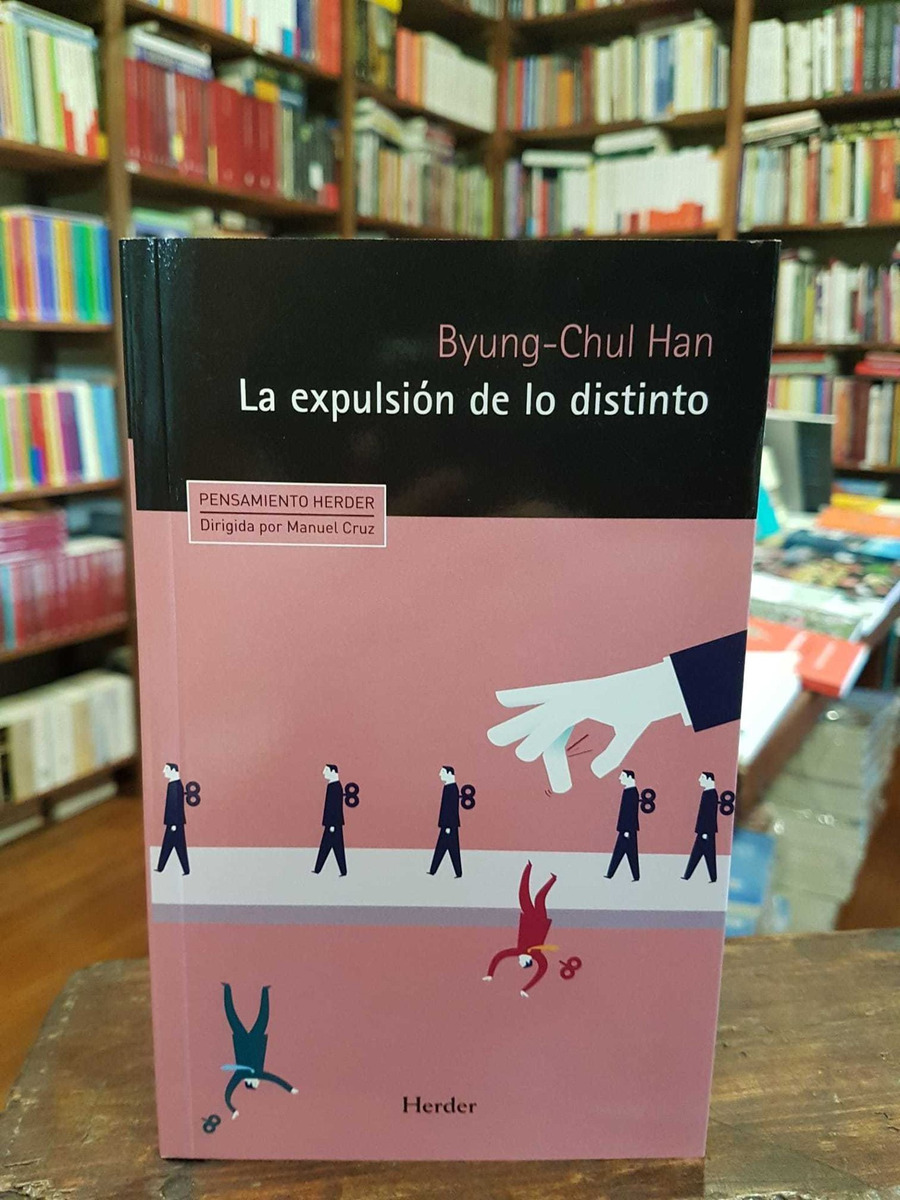 Byung-Chul Han
La expulsión de lo distinto
PENSAMIENTO HERDER
Dirigida por Manuel Cruz
Herder